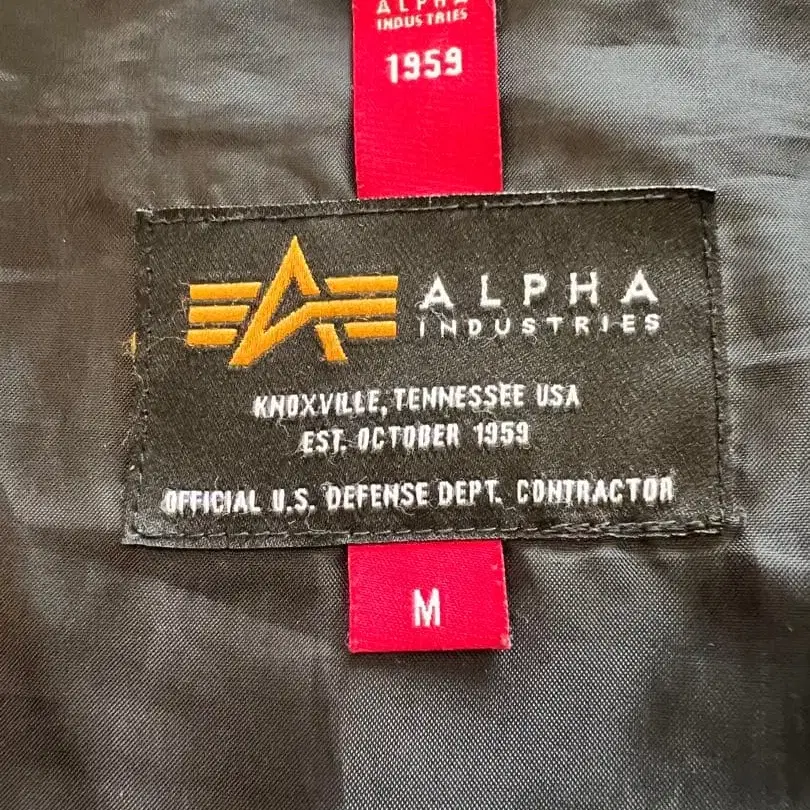 ALPHA
INDUSTRIES
1959
ALPHA
INDUSTRIES
KNOXVILLE, TENNESSEE USA
EST. OCTOBER 1959
OFFICIAL U.S. DEFENSE DEPT. CONTRACTOR
M